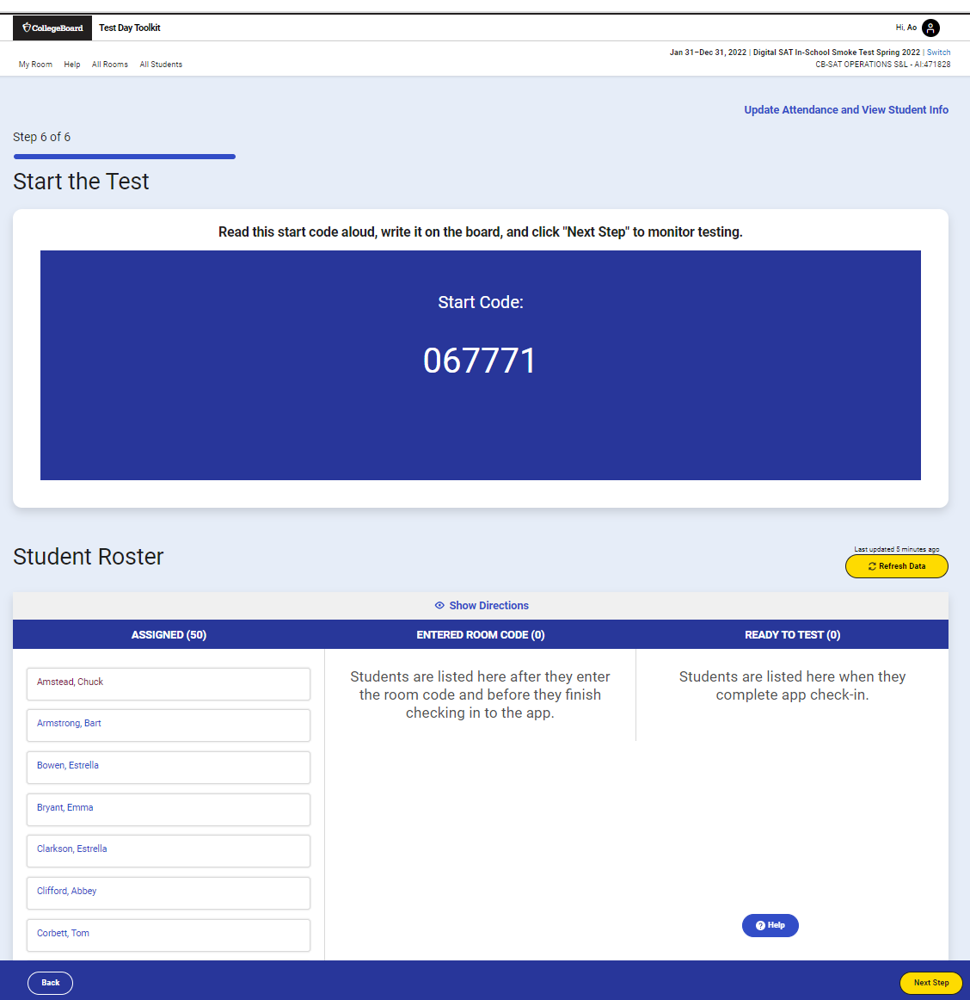 CollegeBoard Test Day Toolkit
Hi, Ao
My Room Help All Rooms All Students
Jan 31–Dec 31, 2022 | Digital SAT In-School Smoke Test Spring 2022 | Switch
CB-SAT OPERATIONS S&L - AI:471828
Update Attendance and View Student Info
Step 6 of 6
Start the Test
Read this start code aloud, write it on the board, and click "Next Step" to monitor testing.
Start Code:
067771
Student Roster
Last updated 5 minutes ago
Refresh Data
Show Directions
ASSIGNED (50)
ENTERED ROOM CODE (0)
READY TO TEST (0)
Amstead, Chuck
Armstrong, Bart
Bowen, Estrella
Bryant, Emma
Clarkson, Estrella
Clifford, Abbey
Corbett, Tom
Students are listed here after they enter
the room code and before they finish
checking in to the app.
Students are listed here when they
complete app check-in.
Help
Back
Next Step